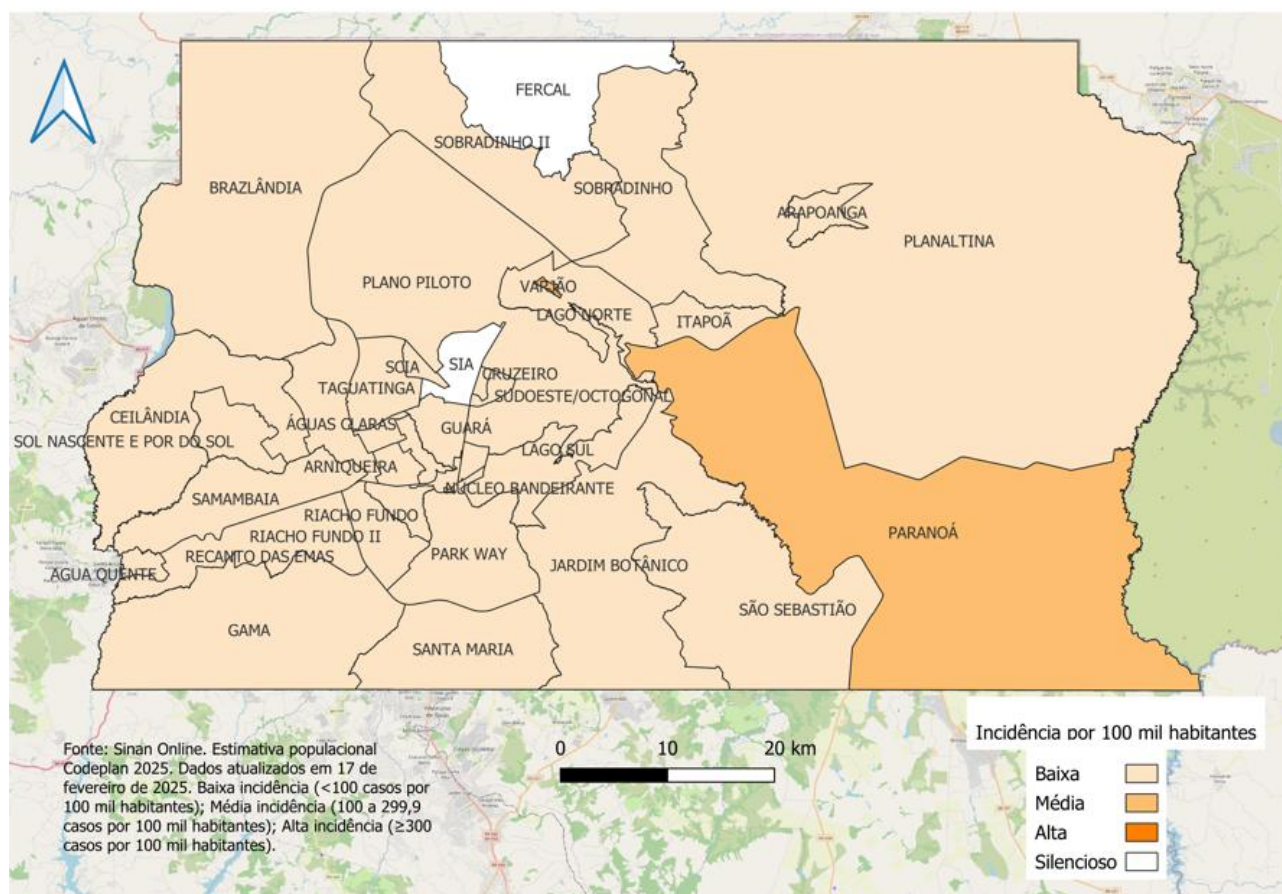 FERCAL
SOBRADINHO II
BRAZLÂNDIA
SOBRADINHO
ARAPOANGA
PLANALTINA
PLANO PILOTO
VARJÃO
LAGO NORTE
ITAPOÃ
SCIA
SIA
CRUZEIRO
TAGUATINGA
SUDOESTE/OCTOGONAL
CEILÂNDIA
ÁGUAS CLARAS
GUARÁ
SOL NASCENTE E POR DO SOL
LAGO SUL
ARNIQUEIRA
SAMAMBAIA
NÚCLEO BANDEIRANTE
RIACHO FUNDO
RIACHO FUNDO II
PARANOÁ
RECANTO DAS EMAS
PARK WAY
JARDIM BOTÂNICO
ÁGUA QUENTE
SÃO SEBASTIÃO
GAMA
SANTA MARIA
Fonte: Sinan Online. Estimativa populacional
Codeplan 2025. Dados atualizados em 17 de
fevereiro de 2025. Baixa incidência (<100 casos por
100 mil habitantes); Média incidência (100 a 299,9
casos por 100 mil habitantes); Alta incidência (≥300
casos por 100 mil habitantes).
0 10 20 km
Incidência por 100 mil habitantes
Baixa
Média
Alta
Silencioso